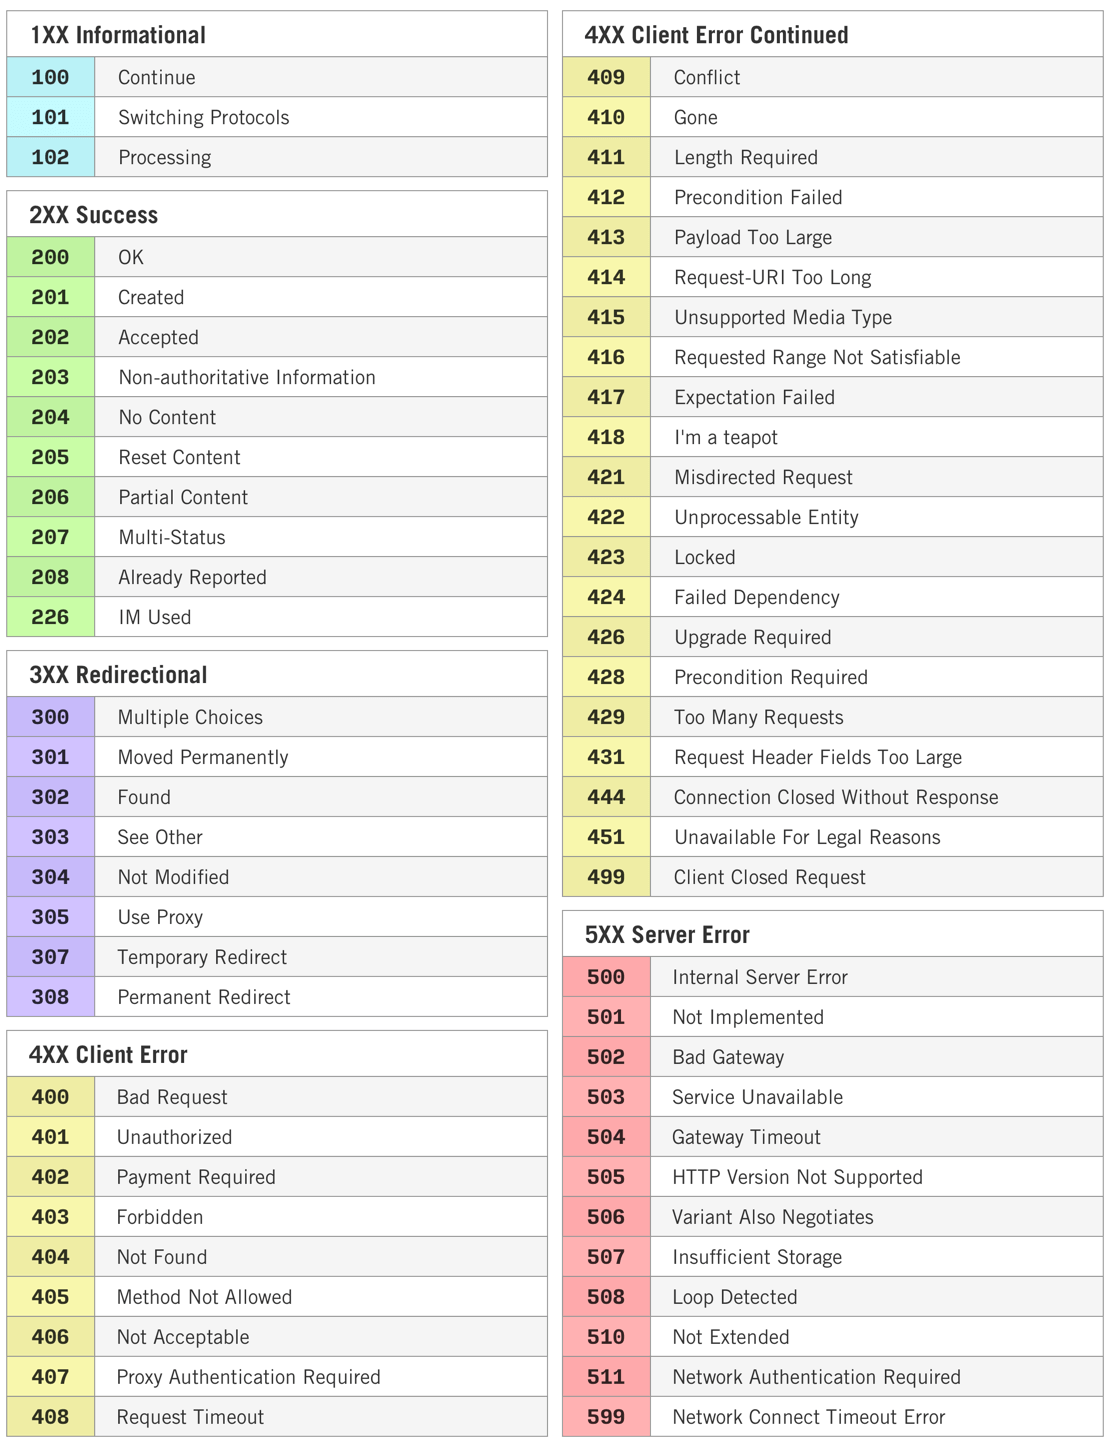 1XX Informational
100 Continue
101 Switching Protocols
102 Processing
2XX Success
200 OK
201 Created
202 Accepted
203 Non-authoritative Information
204 No Content
205 Reset Content
206 Partial Content
207 Multi-Status
208 Already Reported
226 IM Used
3XX Redirectional
300 Multiple Choices
301 Moved Permanently
302 Found
303 See Other
304 Not Modified
305 Use Proxy
307 Temporary Redirect
308 Permanent Redirect
4XX Client Error
400 Bad Request
401 Unauthorized
402 Payment Required
403 Forbidden
404 Not Found
405 Method Not Allowed
406 Not Acceptable
407 Proxy Authentication Required
408 Request Timeout
4XX Client Error Continued
409 Conflict
410 Gone
411 Length Required
412 Precondition Failed
413 Payload Too Large
414 Request-URI Too Long
415 Unsupported Media Type
416 Requested Range Not Satisfiable
417 Expectation Failed
418 I'm a teapot
421 Misdirected Request
422 Unprocessable Entity
423 Locked
424 Failed Dependency
426 Upgrade Required
428 Precondition Required
429 Too Many Requests
431 Request Header Fields Too Large
444 Connection Closed Without Response
451 Unavailable For Legal Reasons
499 Client Closed Request
5XX Server Error
500 Internal Server Error
501 Not Implemented
502 Bad Gateway
503 Service Unavailable
504 Gateway Timeout
505 HTTP Version Not Supported
506 Variant Also Negotiates
507 Insufficient Storage
508 Loop Detected
510 Not Extended
511 Network Authentication Required
599 Network Connect Timeout Error